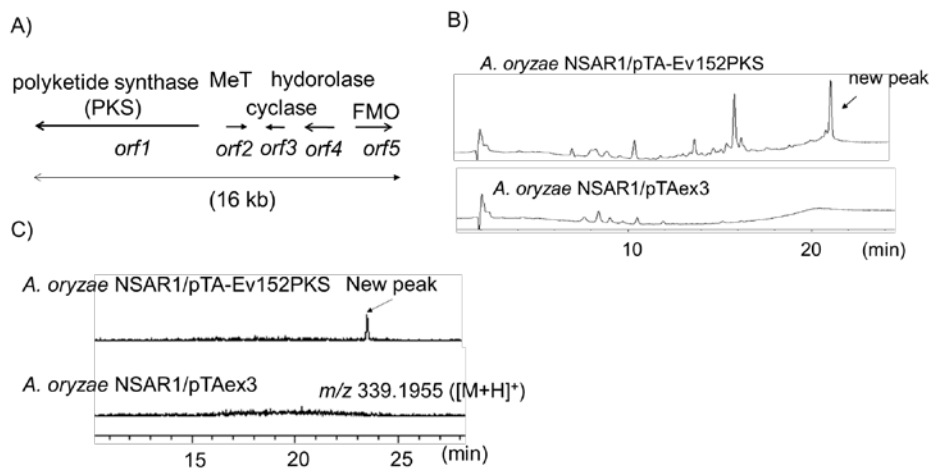 A)
polyketide synthase MeT hydorolase
(PKS) cyclase FMO
orf1 orf2 orf3 orf4 orf5
(16 kb)
B)
A. oryzae NSAR1/pTA-Ev152PKS
new peak
A. oryzae NSAR1/pTAex3
10 20 (min)
C)
A. oryzae NSAR1/pTA-Ev152PKS New peak
A. oryzae NSAR1/pTAex3 m/z 339.1955 ([M+H]+)
15 20 25 (min)